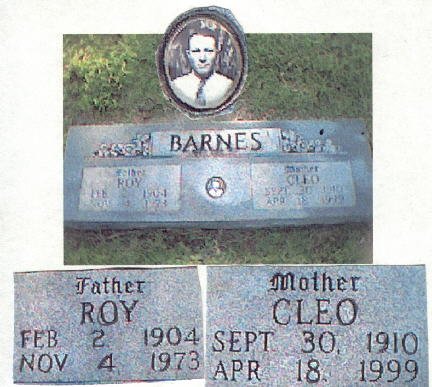 BARNES
Father
ROY
FEB 2 1904
NOV 4 1973
Mother
CLEO
SEPT 30, 1910
APR 18, 1999
Father
ROY
FEB 2 1904
NOV 4 1973
Mother
CLEO
SEPT 30, 1910
APR 18, 1999